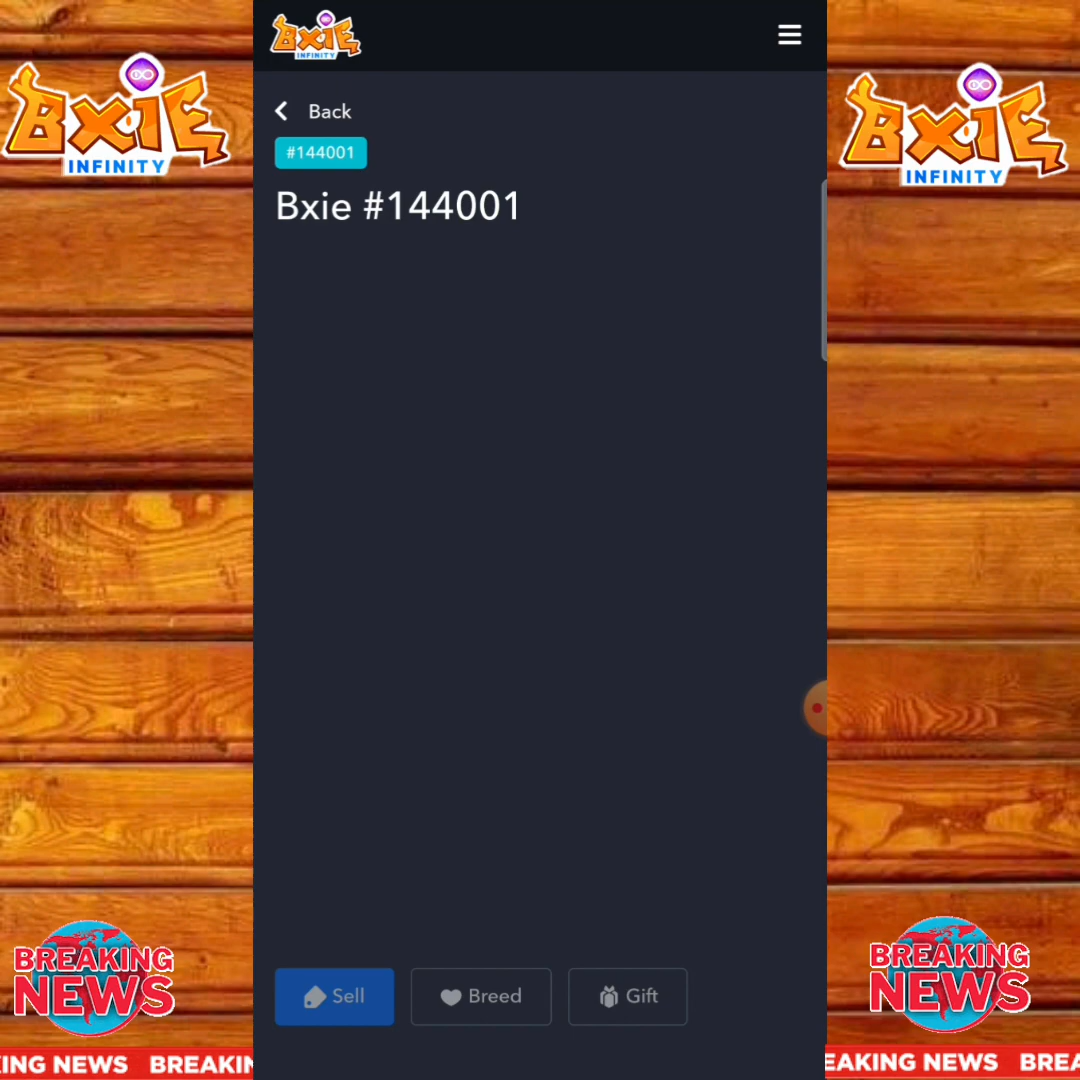 BXIE
INFINITY
Back
#144001
Bxie #144001
BXIE
INFINITY
BXIE
INFINITY
Sell
Breed
Gift
BREAKING
NEWS
BREAKING
NEWS
ING NEWS BREAKIN
EAKING NEWS BREA